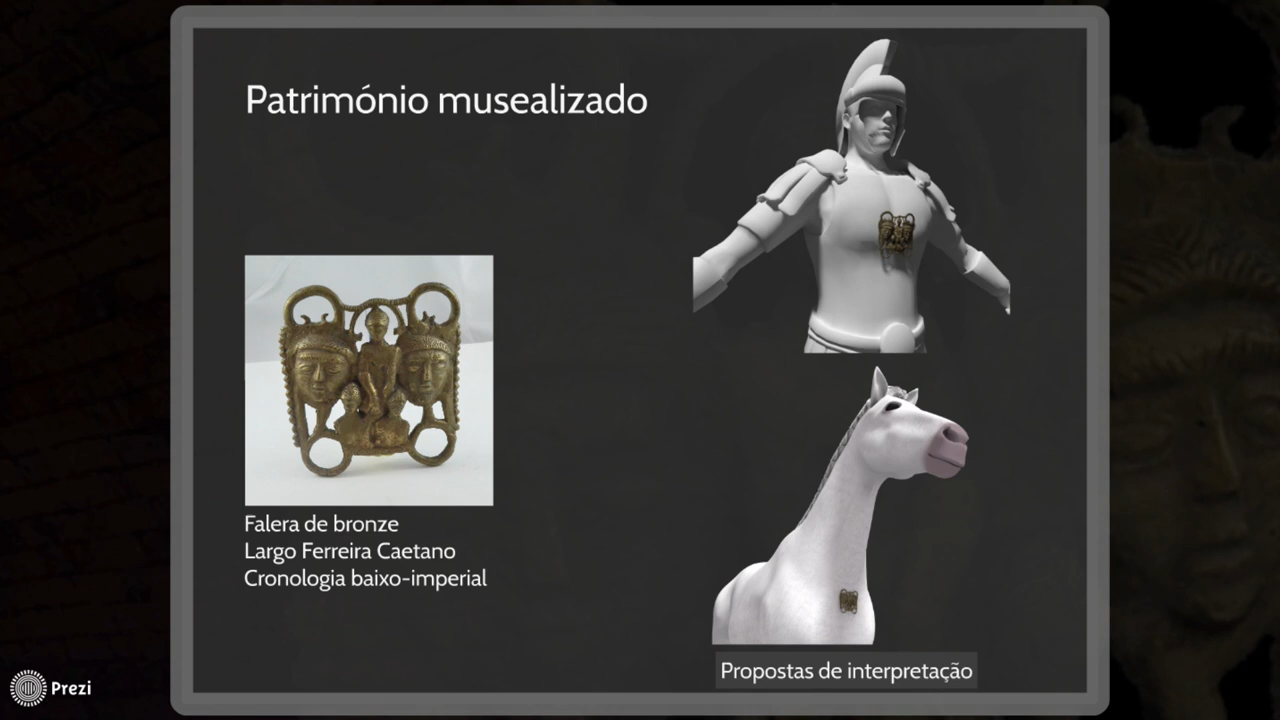 Património musealizado
Falera de bronze
Largo Ferreira Caetano
Cronologia baixo-imperial
Propostas de interpretação
Prezi